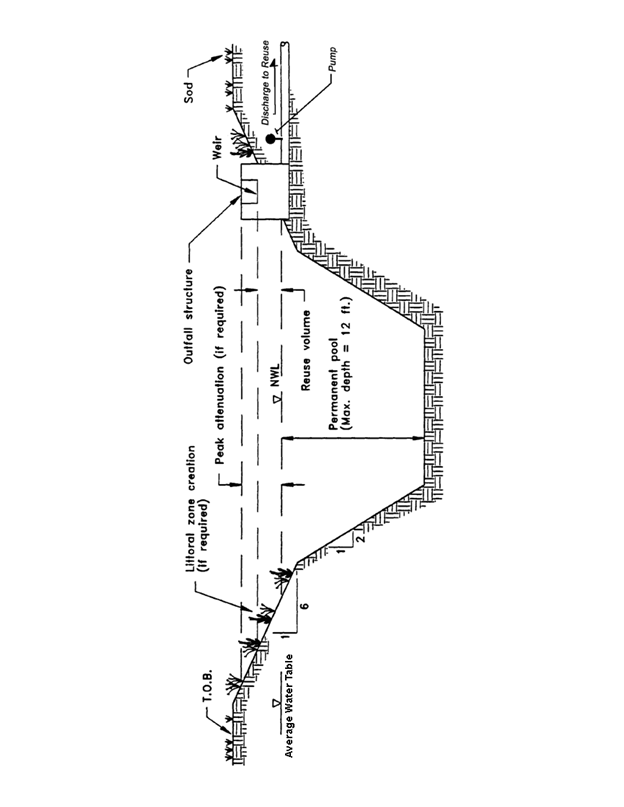 T.O.B.
Littoral zone creation
(if required)
Peak attenuation (if required)
Outfall structure
Weir
Sod
Discharge to Reuse
Pump
NWL
Reuse volume
Permanent pool
(Max. depth = 12 ft.)
1
6
1
2
Average Water Table